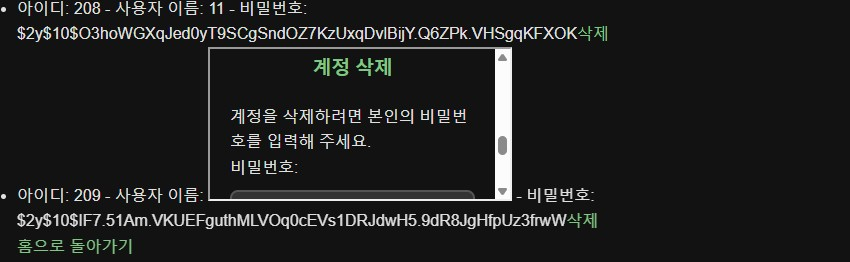 아이디: 208 - 사용자 이름: 11 - 비밀번호:
$2y$10$O3hoWGXqJed0yT9SCgSndOZ7KzUxqDvlBijY.Q6ZPk.VHSgqKFXOK삭제
계정 삭제
계정을 삭제하려면 본인의 비밀번
호를 입력해 주세요.
비밀번호:
아이디: 209 - 사용자 이름: - 비밀번호:
$2y$10$IF7.51Am.VKUEFguthMLVOq0cEVs1DRJdwH5.9dR8JgHfpUz3frwW삭제
홈으로 돌아가기